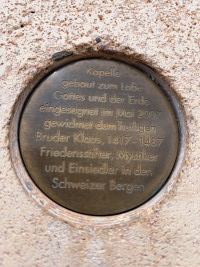 Kapelle
gebaut zum Lobe
Gottes und der Erde
eingesegnet im Mai 2007
gewidmet dem heiligen
Bruder Klaus, 1417–1487
Friedensstifter, Mystiker
und Einsiedler in den
Schweizer Bergen